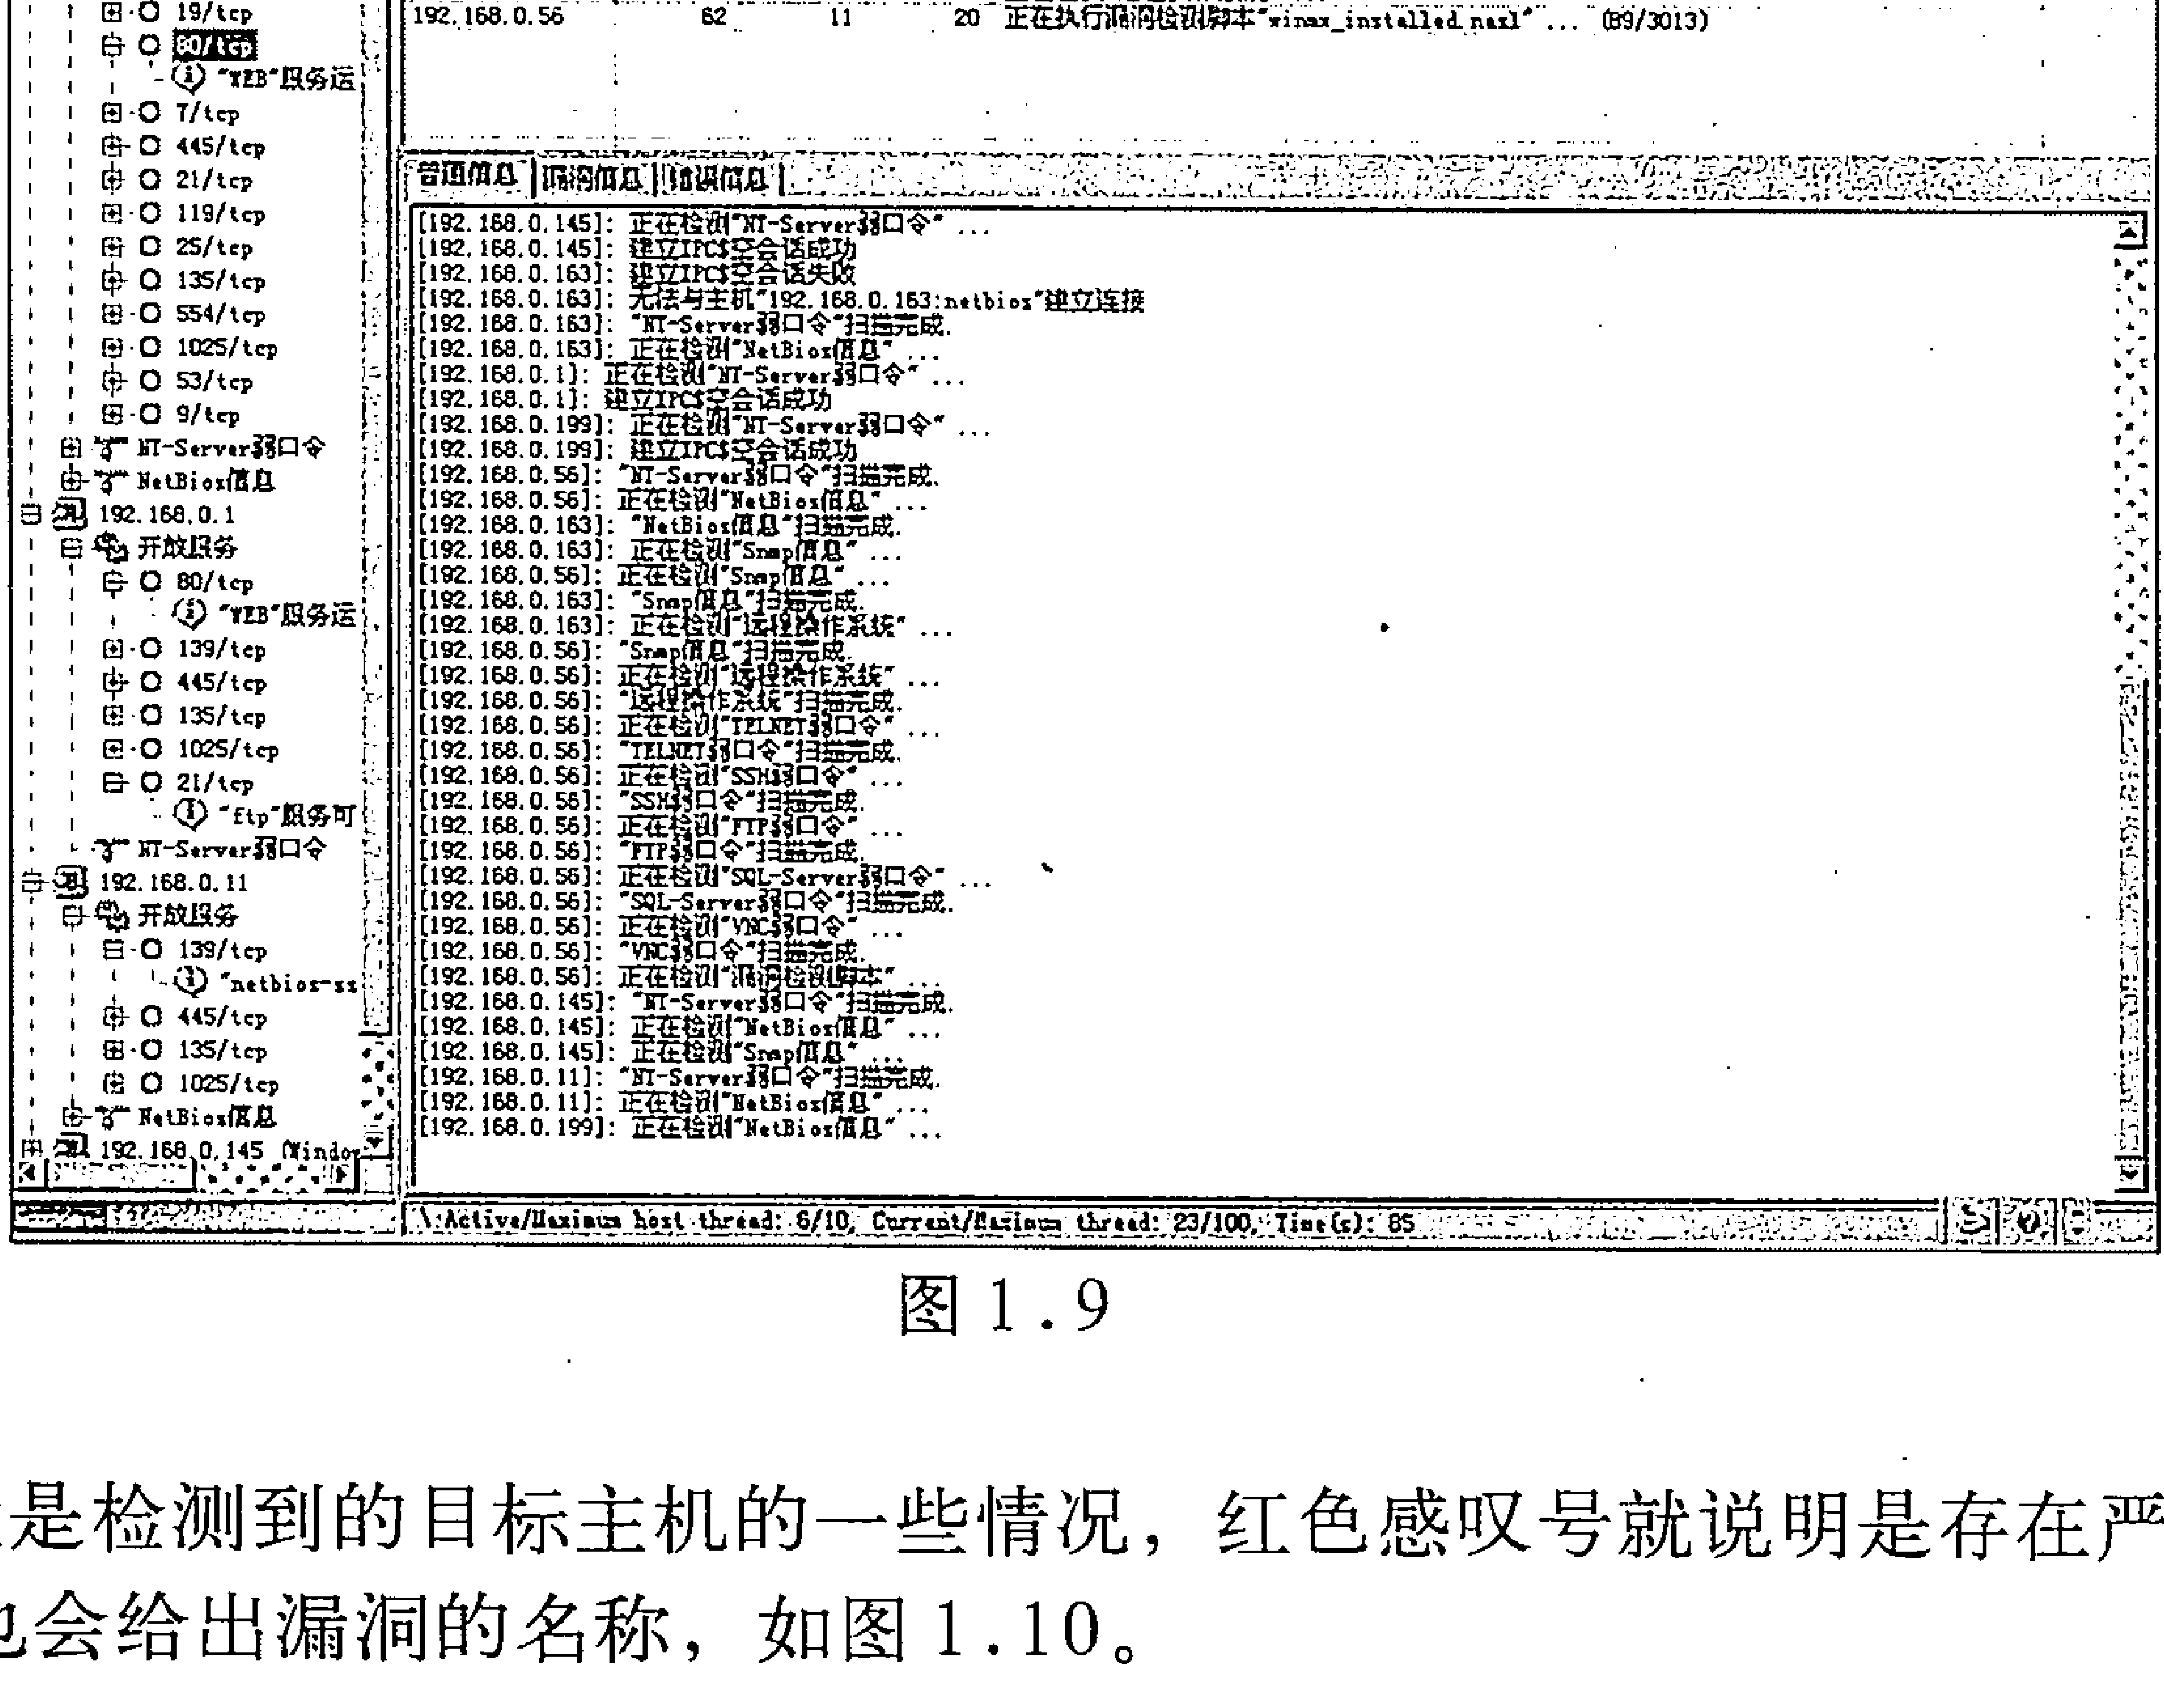 19/tcp
80/tcp
"WEB"服务运
7/tcp
445/tcp
21/tcp
119/tcp
25/tcp
135/tcp
554/tcp
1025/tcp
53/tcp
9/tcp
NT-Server弱口令
NetBios信息
192.168.0.1
开放服务
80/tcp
"WEB"服务运
139/tcp
445/tcp
135/tcp
1025/tcp
21/tcp
"ftp"服务可
NT-Server弱口令
192.168.0.11
开放服务
139/tcp
"netbios-ss
445/tcp
135/tcp
1025/tcp
NetBios信息
192.168.0.145 (Window
192.168.0.56 62 11 20 正在执行漏洞检测脚本"winmx_installed.nasl" ... (89/3013)
普通信息 漏洞信息 错误信息
[192.168.0.145]: 正在检测"NT-Server弱口令" ...
[192.168.0.145]: 建立IPC$空会话成功
[192.168.0.163]: 建立IPC$空会话失败
[192.168.0.163]: 无法与主机"192.168.0.163:netbios"建立连接
[192.168.0.163]: "NT-Server弱口令"扫描完成.
[192.168.0.163]: 正在检测"NetBios信息" ...
[192.168.0.1]: 正在检测"NT-Server弱口令" ...
[192.168.0.1]: 建立IPC$空会话成功
[192.168.0.199]: 正在检测"NT-Server弱口令" ...
[192.168.0.199]: 建立IPC$空会话成功
[192.168.0.56]: "NT-Server弱口令"扫描完成.
[192.168.0.56]: 正在检测"NetBios信息" ...
[192.168.0.163]: "NetBios信息"扫描完成.
[192.168.0.163]: 正在检测"Snmp信息" ...
[192.168.0.56]: 正在检测"Snmp信息" ...
[192.168.0.163]: "Snmp信息"扫描完成.
[192.168.0.163]: 正在检测"远程操作系统" ...
[192.168.0.56]: "Snmp信息"扫描完成.
[192.168.0.56]: 正在检测"远程操作系统" ...
[192.168.0.56]: "远程操作系统"扫描完成.
[192.168.0.56]: 正在检测"TELNET弱口令" ...
[192.168.0.56]: "TELNET弱口令"扫描完成.
[192.168.0.56]: 正在检测"SSH弱口令" ...
[192.168.0.56]: "SSH弱口令"扫描完成.
[192.168.0.56]: 正在检测"FTP弱口令" ...
[192.168.0.56]: "FTP弱口令"扫描完成.
[192.168.0.56]: 正在检测"SQL-Server弱口令" ...
[192.168.0.56]: "SQL-Server弱口令"扫描完成.
[192.168.0.56]: 正在检测"VNC弱口令" ...
[192.168.0.56]: "VNC弱口令"扫描完成.
[192.168.0.56]: 正在检测"漏洞检测脚本" ...
[192.168.0.145]: "NT-Server弱口令"扫描完成.
[192.168.0.145]: 正在检测"NetBios信息" ...
[192.168.0.145]: 正在检测"Snmp信息" ...
[192.168.0.11]: "NT-Server弱口令"扫描完成.
[192.168.0.11]: 正在检测"NetBios信息" ...
[192.168.0.199]: 正在检测"NetBios信息" ...
Active/Maximum host thread: 6/10, Current/Maximum thread: 23/100, Time(s): 85
图 1.9
是检测到的目标主机的一些情况，红色感叹号就说明是存在严
也会给出漏洞的名称，如图 1.10。